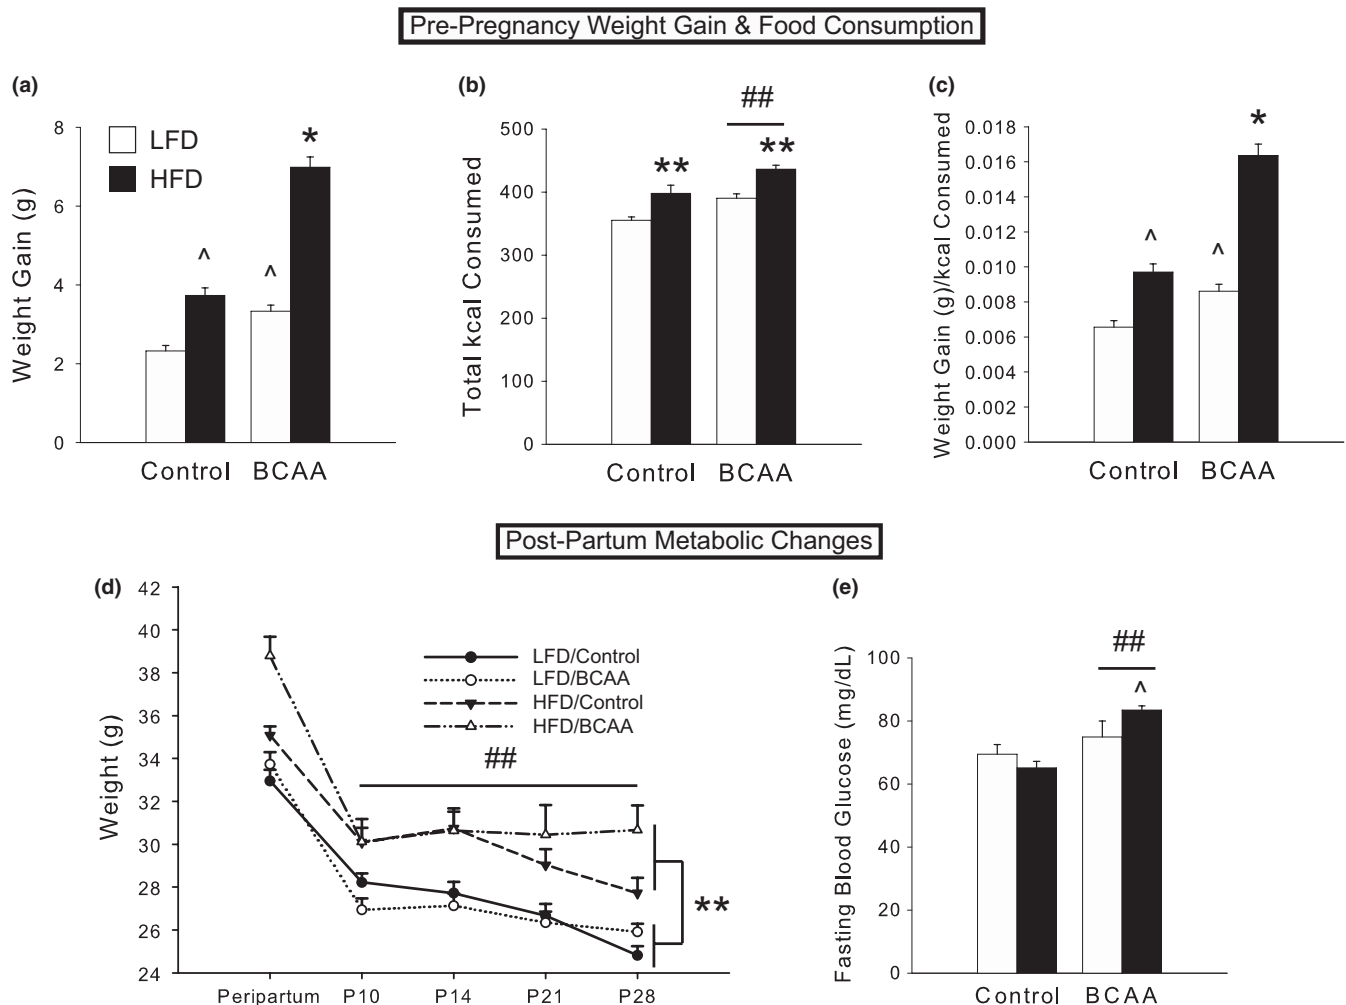 Pre-Pregnancy Weight Gain & Food Consumption
(a)
Weight Gain (g)
8
6
4
2
0
LFD
HFD
^
^
*
Control BCAA
(b)
Total kcal Consumed
500
400
300
200
100
0
**
##
**
Control BCAA
(c)
Weight Gain (g)/kcal Consumed
0.018
0.016
0.014
0.012
0.010
0.008
0.006
0.004
0.002
0.000
^
^
*
Control BCAA
Post-Partum Metabolic Changes
(d)
Weight (g)
42
40
38
36
34
32
30
28
26
24
LFD/Control
LFD/BCAA
HFD/Control
HFD/BCAA
##
**
Peripartum P10 P14 P21 P28
(e)
Fasting Blood Glucose (mg/dL)
100
80
60
40
20
0
##
^
Control BCAA